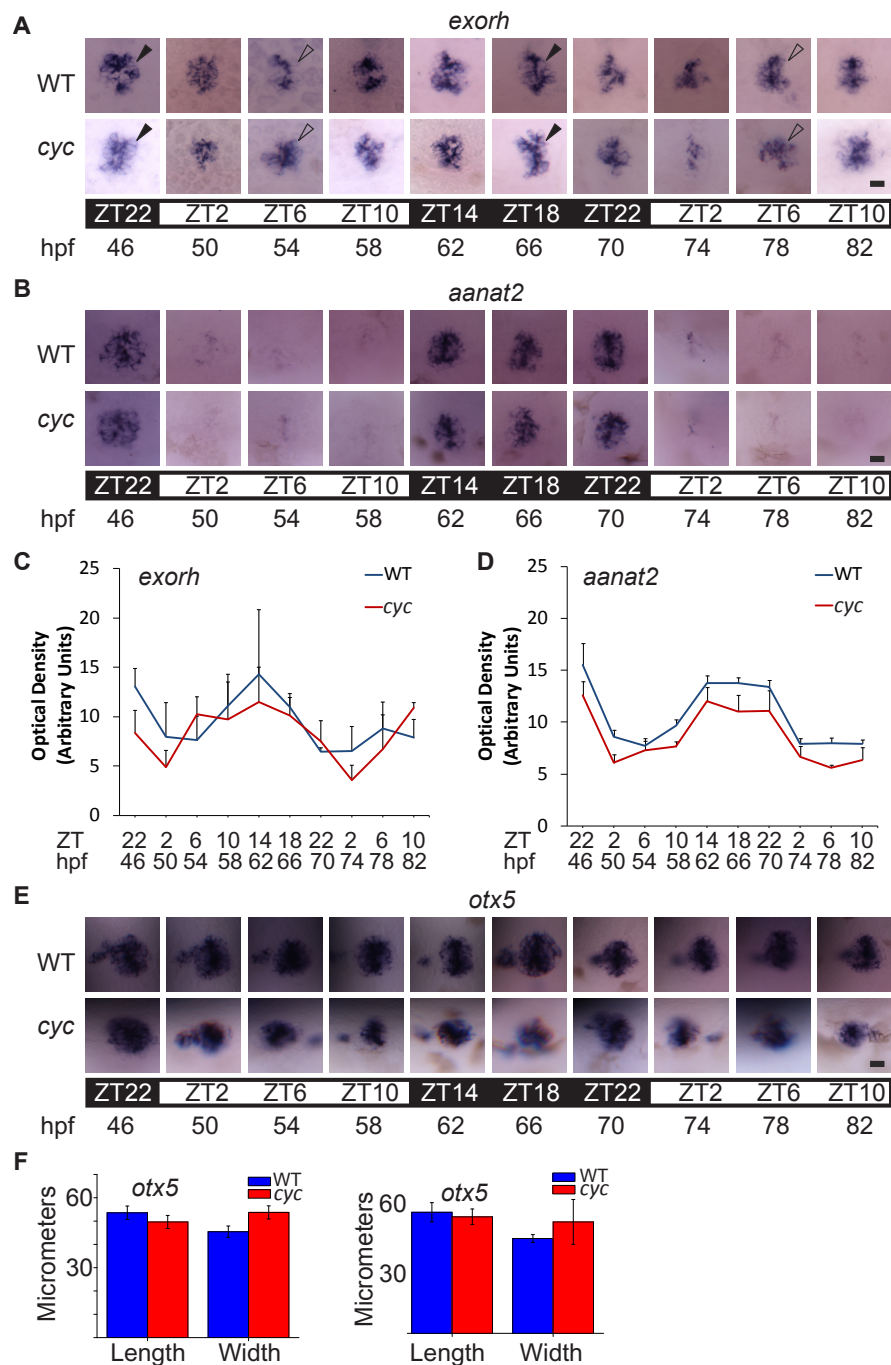 A
exorh
WT
cyc
ZT22 ZT2 ZT6 ZT10 ZT14 ZT18 ZT22 ZT2 ZT6 ZT10
hpf 46 50 54 58 62 66 70 74 78 82
B
aanat2
WT
cyc
ZT22 ZT2 ZT6 ZT10 ZT14 ZT18 ZT22 ZT2 ZT6 ZT10
hpf 46 50 54 58 62 66 70 74 78 82
C
exorh
WT
cyc
Optical Density
(Arbitrary Units)
25
20
15
10
5
0
ZT 22 2 6 10 14 18 22 2 6 10
hpf 46 50 54 58 62 66 70 74 78 82
D
aanat2
WT
cyc
Optical Density
(Arbitrary Units)
25
20
15
10
5
0
ZT 22 2 6 10 14 18 22 2 6 10
hpf 46 50 54 58 62 66 70 74 78 82
E
otx5
WT
cyc
ZT22 ZT2 ZT6 ZT10 ZT14 ZT18 ZT22 ZT2 ZT6 ZT10
hpf 46 50 54 58 62 66 70 74 78 82
F
otx5
WT
cyc
Micrometers
60
30
Length Width
otx5
WT
cyc
Micrometers
60
30
Length Width